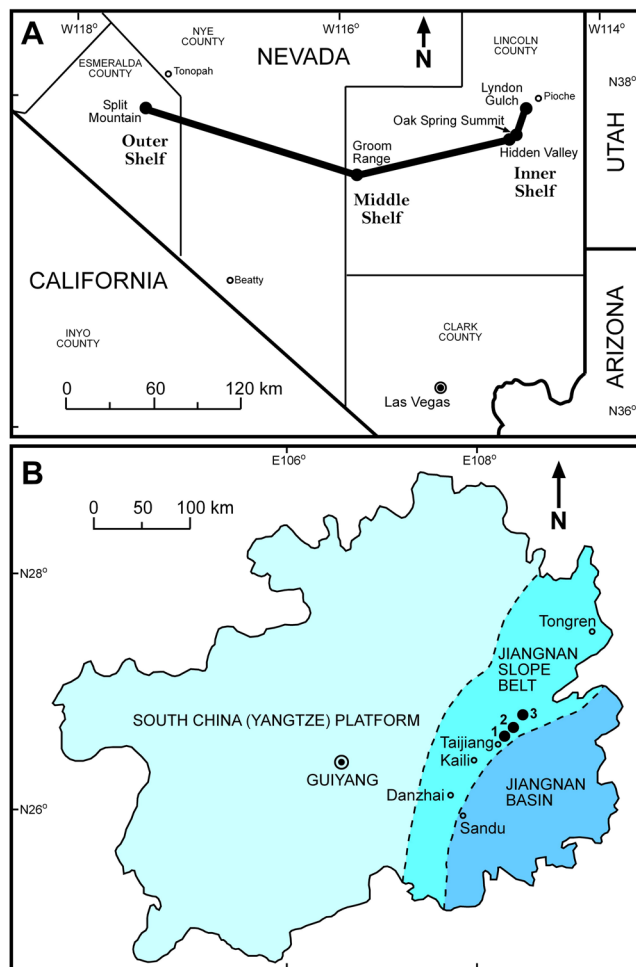 A
W118°
W116°
W114°
NYE
COUNTY
NEVADA
N
LINCOLN
COUNTY
ESMERALDA
COUNTY
Tonopah
N38°
Lyndon
Gulch
Pioche
Split
Mountain
Oak Spring Summit
Outer
Shelf
Groom
Range
Hidden Valley
Inner
Shelf
Middle
Shelf
UTAH
CALIFORNIA
Beatty
INYO
COUNTY
CLARK
COUNTY
ARIZONA
0 60 120 km
Las Vegas
N36°
B
E106°
E108°
0 50 100 km
N
N28°
Tongren
JIANGNAN
SLOPE
BELT
SOUTH CHINA (YANGTZE) PLATFORM
3
2
1
Taijiang
Kaili
GUIYANG
JIANGNAN
BASIN
Danzhai
N26°
Sandu